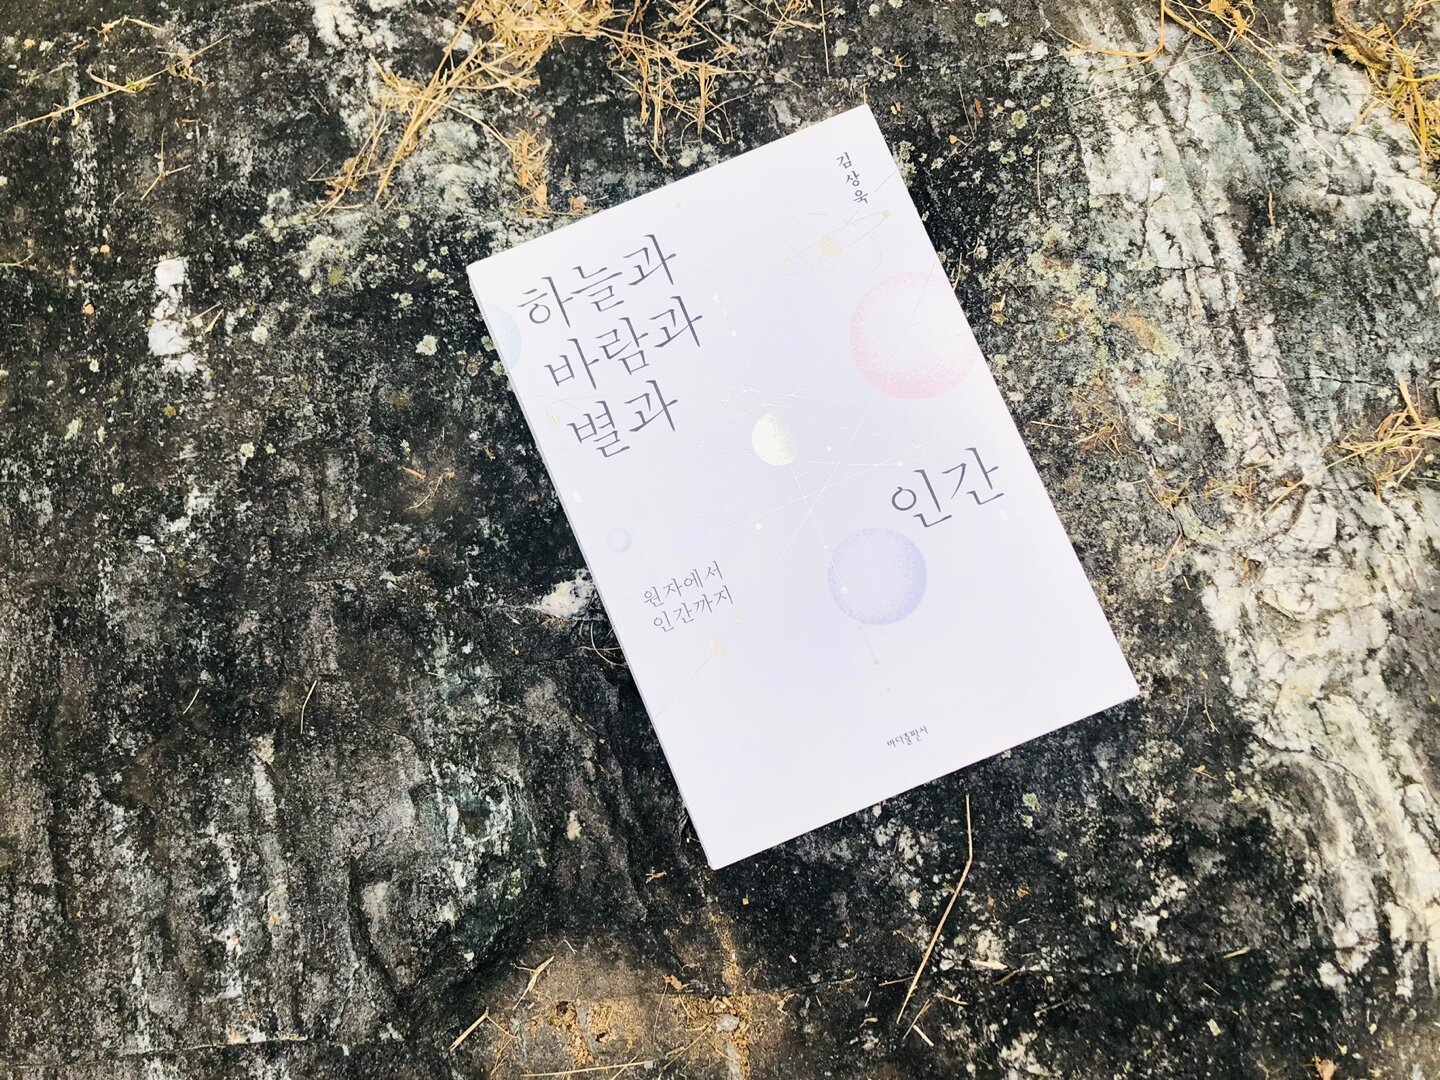 김상욱
하늘과
바람과
별과
인간
원자에서
인간까지
바다출판사